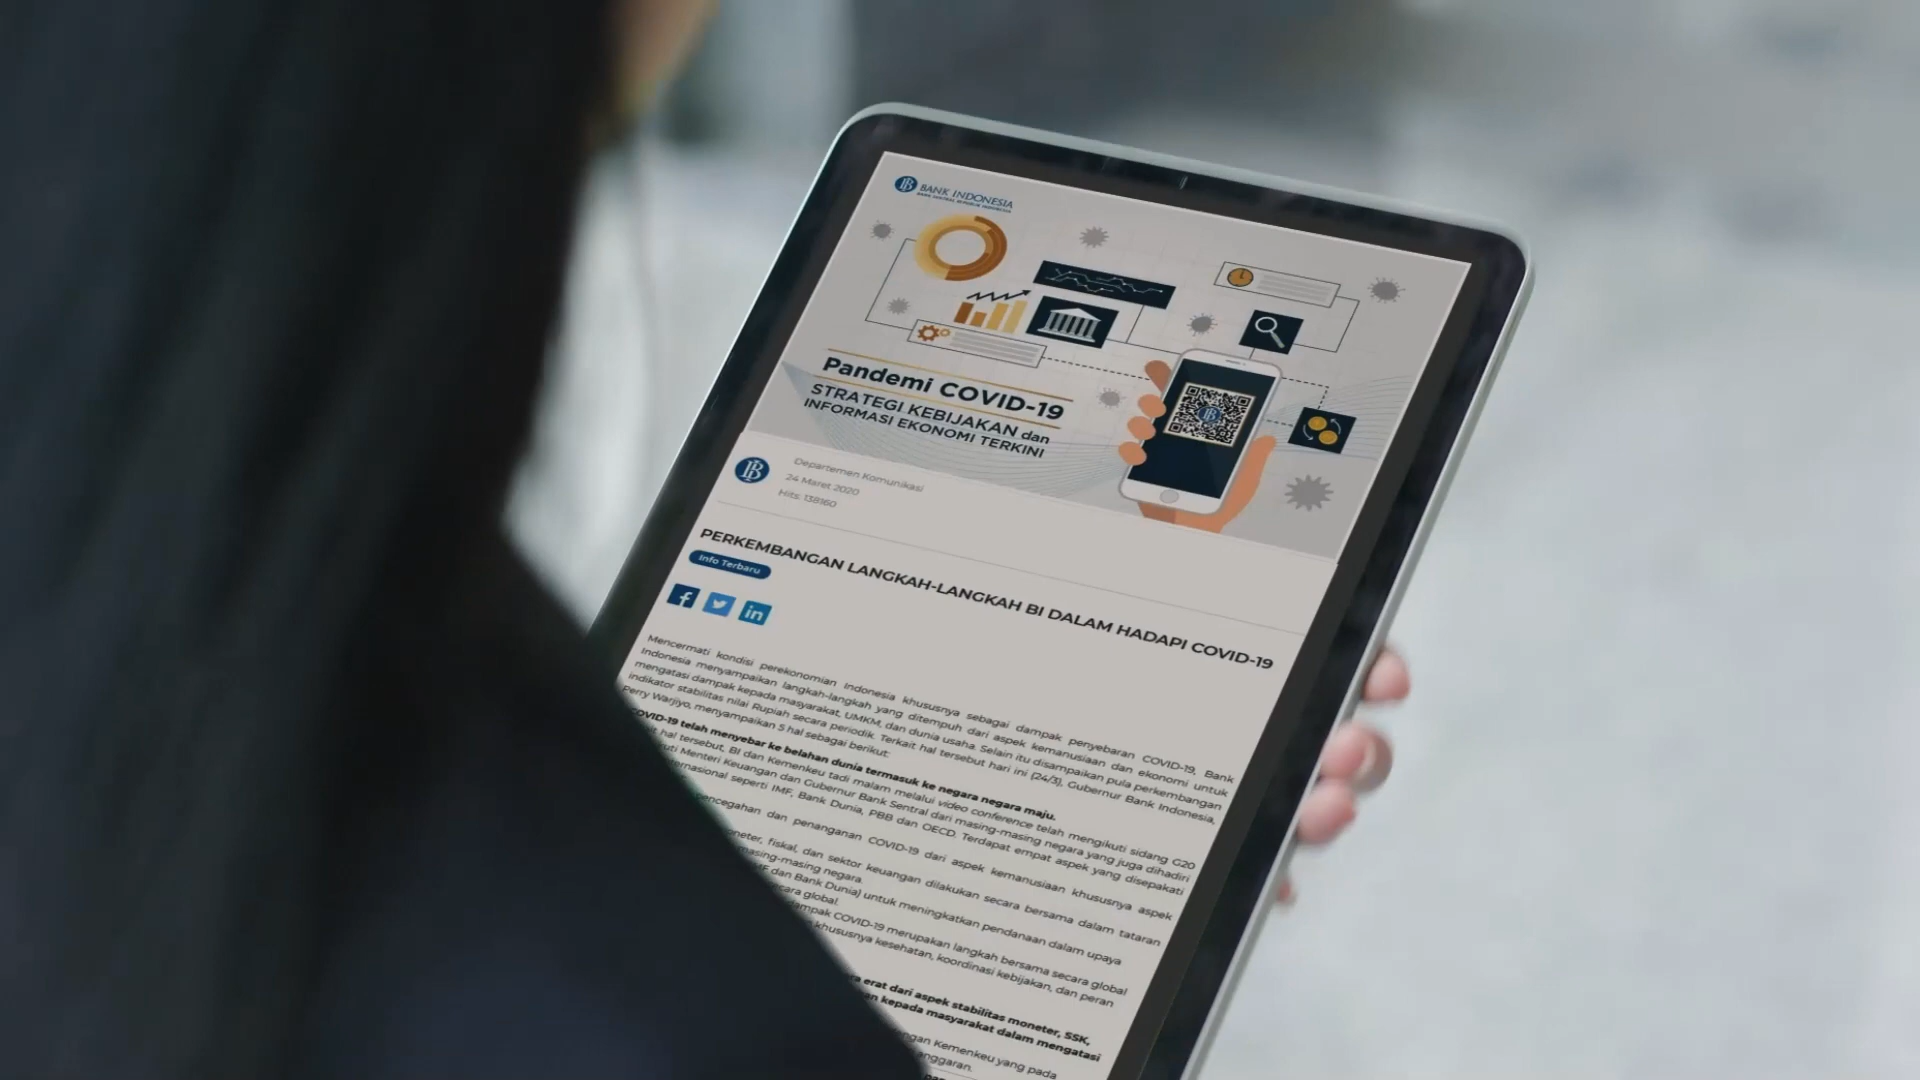 BANK INDONESIA
BANK SENTRAL REPUBLIK INDONESIA
Pandemi COVID-19
STRATEGI KEBIJAKAN dan
INFORMASI EKONOMI TERKINI
Departemen Komunikasi
24 Maret 2020
Hits: 138160
PERKEMBANGAN LANGKAH-LANGKAH BI DALAM HADAPI COVID-19
Info Terbaru
Mencermati kondisi perekonomian Indonesia khususnya sebagai dampak penyebaran COVID-19, Bank
Indonesia menyampaikan langkah-langkah yang ditempuh dari aspek kemanusiaan dan ekonomi untuk
mengatasi dampak kepada masyarakat, UMKM, dan dunia usaha. Selain itu disampaikan pula perkembangan
indikator stabilitas nilai Rupiah secara periodik. Terkait hal tersebut hari ini (24/3), Gubernur Bank Indonesia,
Perry Warjiyo, menyampaikan 5 hal sebagai berikut:
COVID-19 telah menyebar ke belahan dunia termasuk ke negara negara maju.
hal tersebut, BI dan Kemenkeu tadi malam melalui video conference telah mengikuti sidang G20
Menteri Keuangan dan Gubernur Bank Sentral dari masing-masing negara yang juga dihadiri
seperti IMF, Bank Dunia, PBB dan OECD. Terdapat empat aspek yang disepakati
pencegahan dan penanganan COVID-19 dari aspek kemanusiaan khususnya aspek
fiskal, dan sektor keuangan dilakukan secara bersama dalam tataran
masing-masing negara.
dan Bank Dunia) untuk meningkatkan pendanaan dalam upaya
secara global.
dampak COVID-19 merupakan langkah bersama secara global
khususnya kesehatan, koordinasi kebijakan, dan peran
erat dari aspek stabilitas moneter, SSK,
kepada masyarakat dalam mengatasi
Kemenkeu yang pada